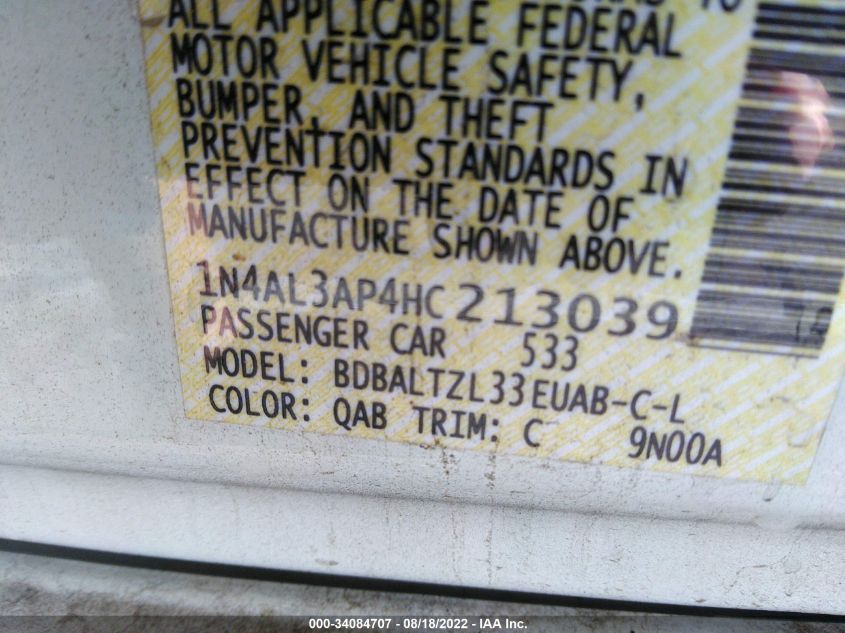 ALL APPLICABLE FEDERAL
MOTOR VEHICLE SAFETY,
BUMPER, AND THEFT
PREVENTION STANDARDS IN
EFFECT ON THE DATE OF
MANUFACTURE SHOWN ABOVE.
1N4AL3AP4HC213039
PASSENGER CAR 533
MODEL: BDBALTZL33EUAB-C-L
COLOR: QAB TRIM: C 9N00A
000-34084707 - 08/18/2022 - IAA Inc.